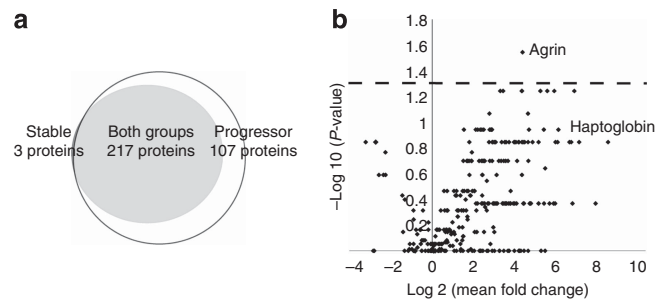 a
Stable
3 proteins
Both groups
217 proteins
Progressor
107 proteins
b
–Log 10 (P-value)
1.8
1.6
1.4
1.2
1
0.8
0.6
0.4
0.2
0
Agrin
Haptoglobin
–4 –2 0 2 4 6 8 10
Log 2 (mean fold change)